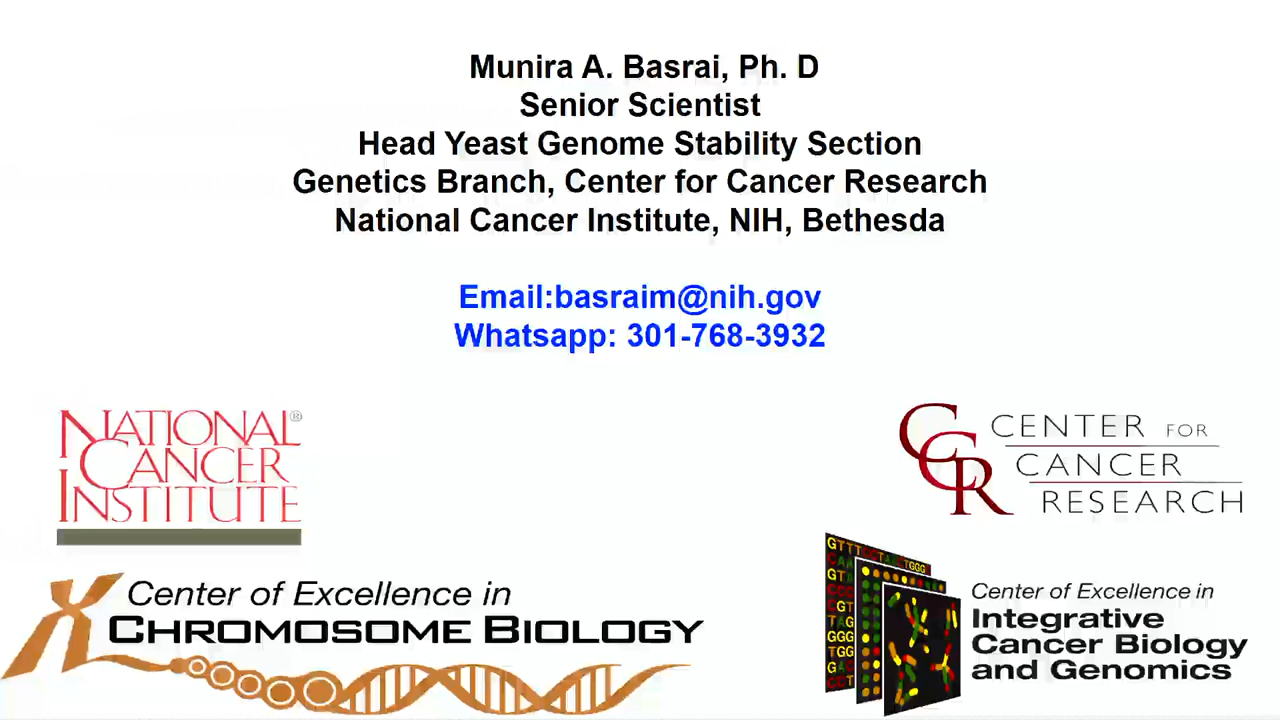 Munira A. Basrai, Ph. D
Senior Scientist
Head Yeast Genome Stability Section
Genetics Branch, Center for Cancer Research
National Cancer Institute, NIH, Bethesda
Email:basraim@nih.gov
Whatsapp: 301-768-3932
NATIONAL®
CANCER
INSTITUTE
CCR
CENTER FOR
CANCER
RESEARCH
Center of Excellence in
CHROMOSOME BIOLOGY
Center of Excellence in
Integrative
Cancer Biology
and Genomics